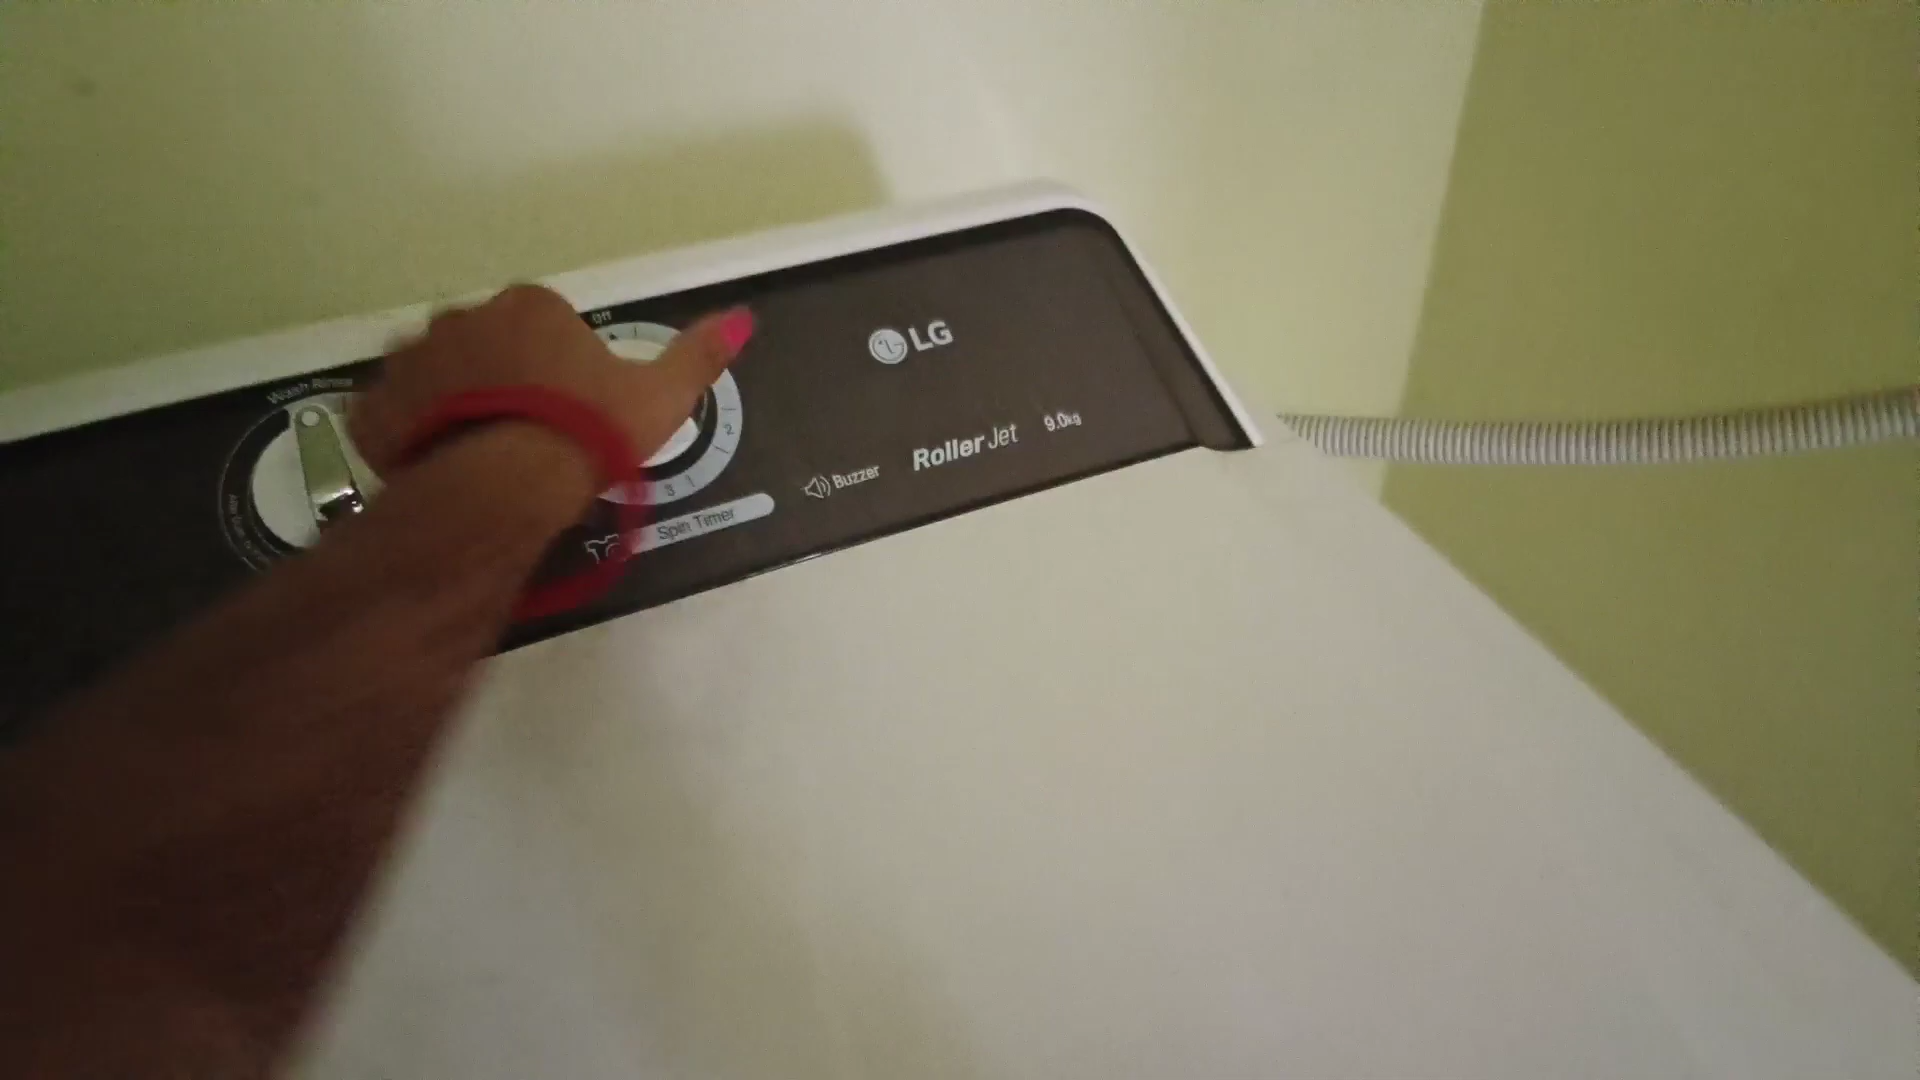 Off
LG
Wash Rinse
2
3
Spin Timer
Buzzer
Roller Jet
9.0kg